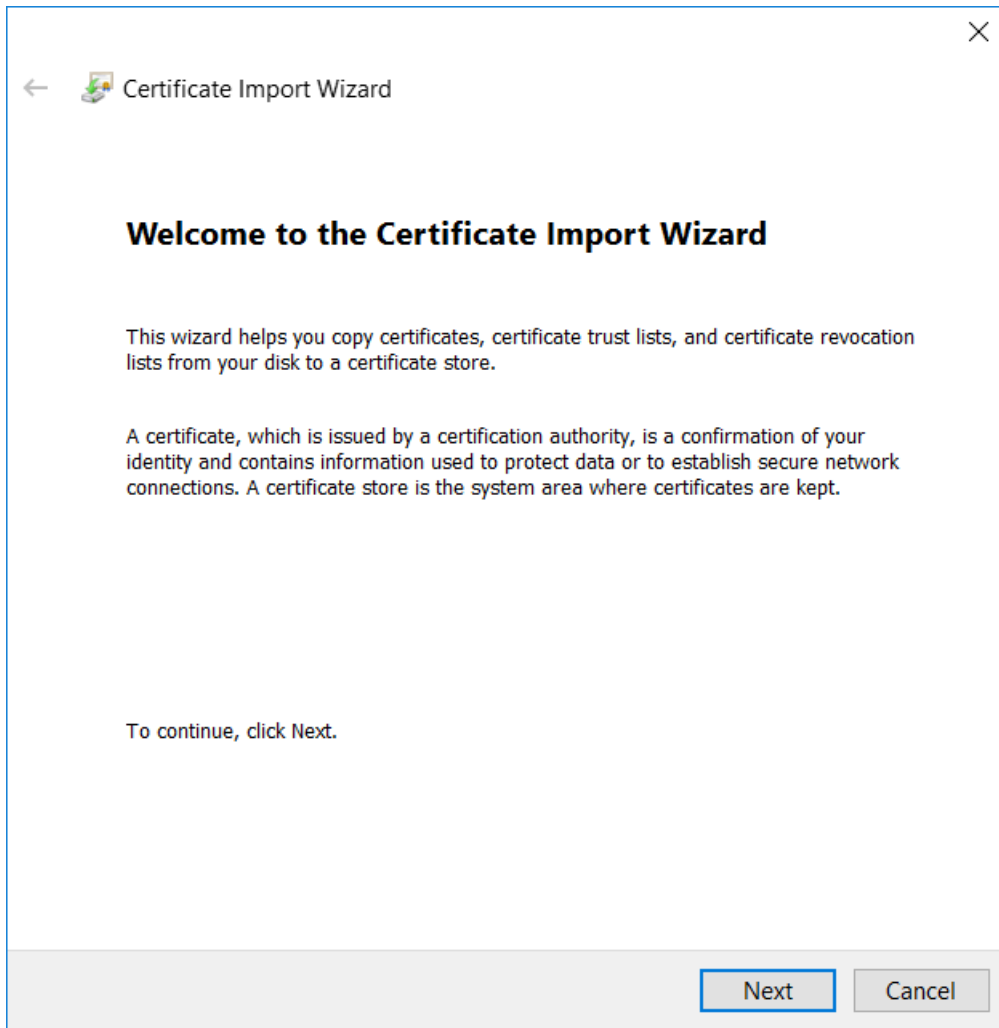 Certificate Import Wizard
Welcome to the Certificate Import Wizard
This wizard helps you copy certificates, certificate trust lists, and certificate revocation
lists from your disk to a certificate store.
A certificate, which is issued by a certification authority, is a confirmation of your
identity and contains information used to protect data or to establish secure network
connections. A certificate store is the system area where certificates are kept.
To continue, click Next.
Next Cancel